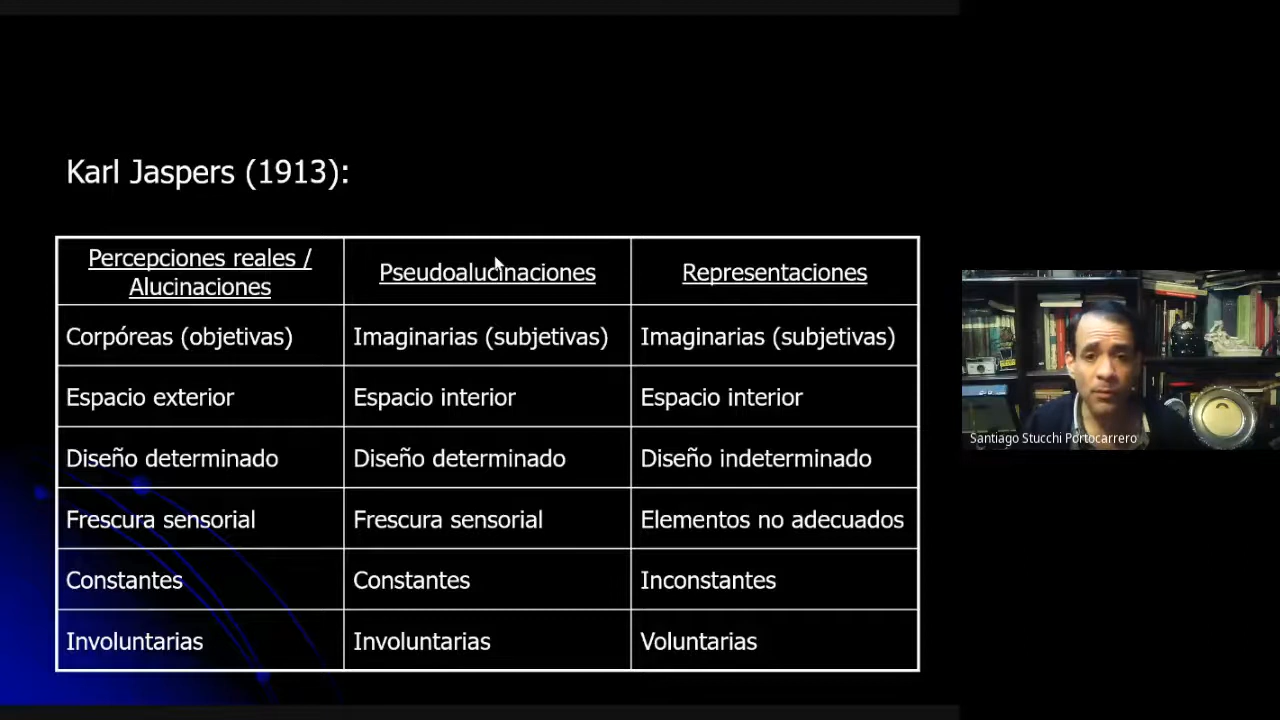 Karl Jaspers (1913):
Percepciones reales /
Alucinaciones
Pseudoalucinaciones
Representaciones
Corpóreas (objetivas)
Imaginarias (subjetivas)
Imaginarias (subjetivas)
Espacio exterior
Espacio interior
Espacio interior
Diseño determinado
Diseño determinado
Diseño indeterminado
Frescura sensorial
Frescura sensorial
Elementos no adecuados
Constantes
Constantes
Inconstantes
Involuntarias
Involuntarias
Voluntarias
Santiago Stucchi Portocarrero